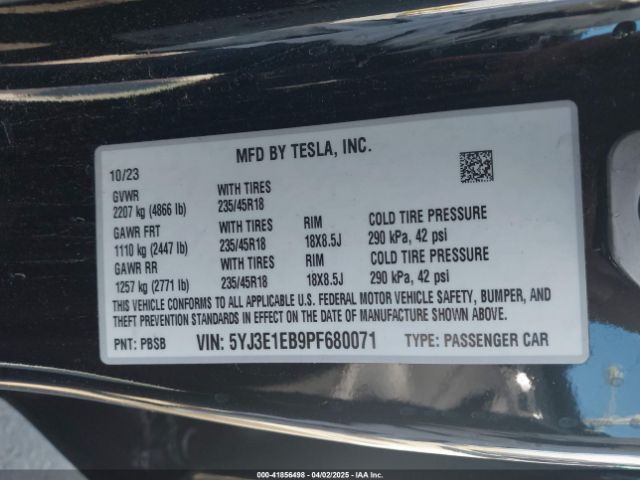 MFD BY TESLA, INC.
10/23
GVWR WITH TIRES
2207 kg (4866 lb) 235/45R18
GAWR FRT WITH TIRES RIM COLD TIRE PRESSURE
1110 kg (2447 lb) 235/45R18 18X8.5J 290 kPa, 42 psi
GAWR RR WITH TIRES RIM COLD TIRE PRESSURE
1257 kg (2771 lb) 235/45R18 18X8.5J 290 kPa, 42 psi
THIS VEHICLE CONFORMS TO ALL APPLICABLE U.S. FEDERAL MOTOR VEHICLE SAFETY, BUMPER, AND
THEFT PREVENTION STANDARDS IN EFFECT ON THE DATE OF MANUFACTURE SHOWN ABOVE.
PNT: PBSB VIN: 5YJ3E1EB9PF680071 TYPE: PASSENGER CAR
000-41856498 - 04/02/2025 - IAA Inc.